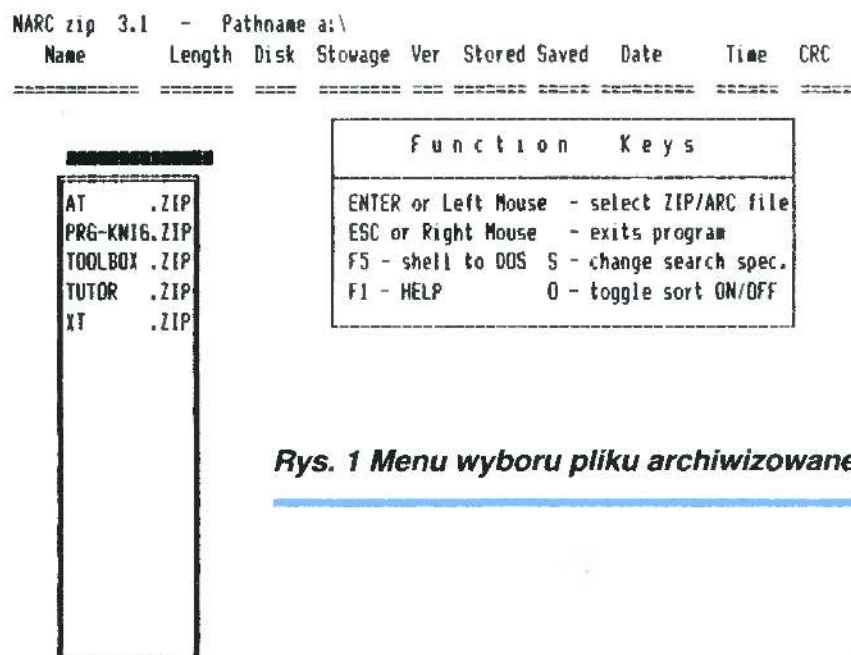 NARC zip 3.1 - Pathname a:\
Name Length Disk Stowage Ver Stored Saved Date Time CRC
Function Keys
ENTER or Left Mouse - select ZIP/ARC file
ESC or Right Mouse - exits program
F5 - shell to DOS S - change search spec.
F1 - HELP O - toggle sort ON/OFF
AT .ZIP
PRG-KNIG.ZIP
TOOLBOX .ZIP
TUTOR .ZIP
XT .ZIP
Rys. 1 Menu wyboru pliku archiwizowane